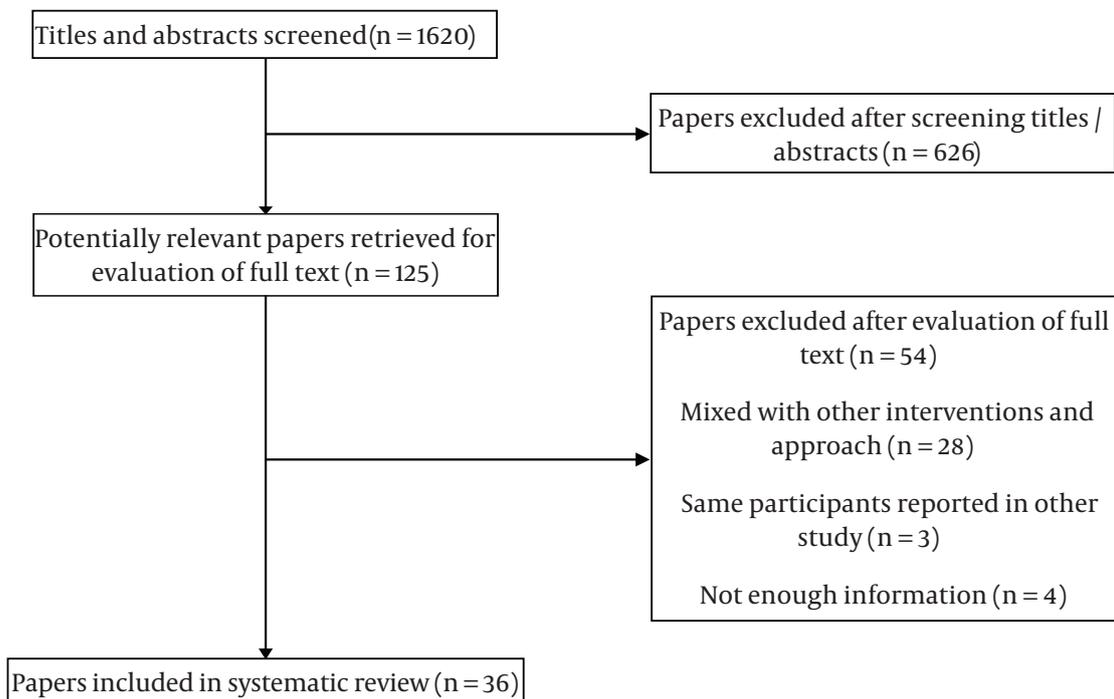 Titles and abstracts screened(n = 1620)
Papers excluded after screening titles /
abstracts (n = 626)
Potentially relevant papers retrieved for
evaluation of full text (n = 125)
Papers excluded after evaluation of full
text (n = 54)
Mixed with other interventions and
approach (n = 28)
Same participants reported in other
study (n = 3)
Not enough information (n = 4)
Papers included in systematic review (n = 36)